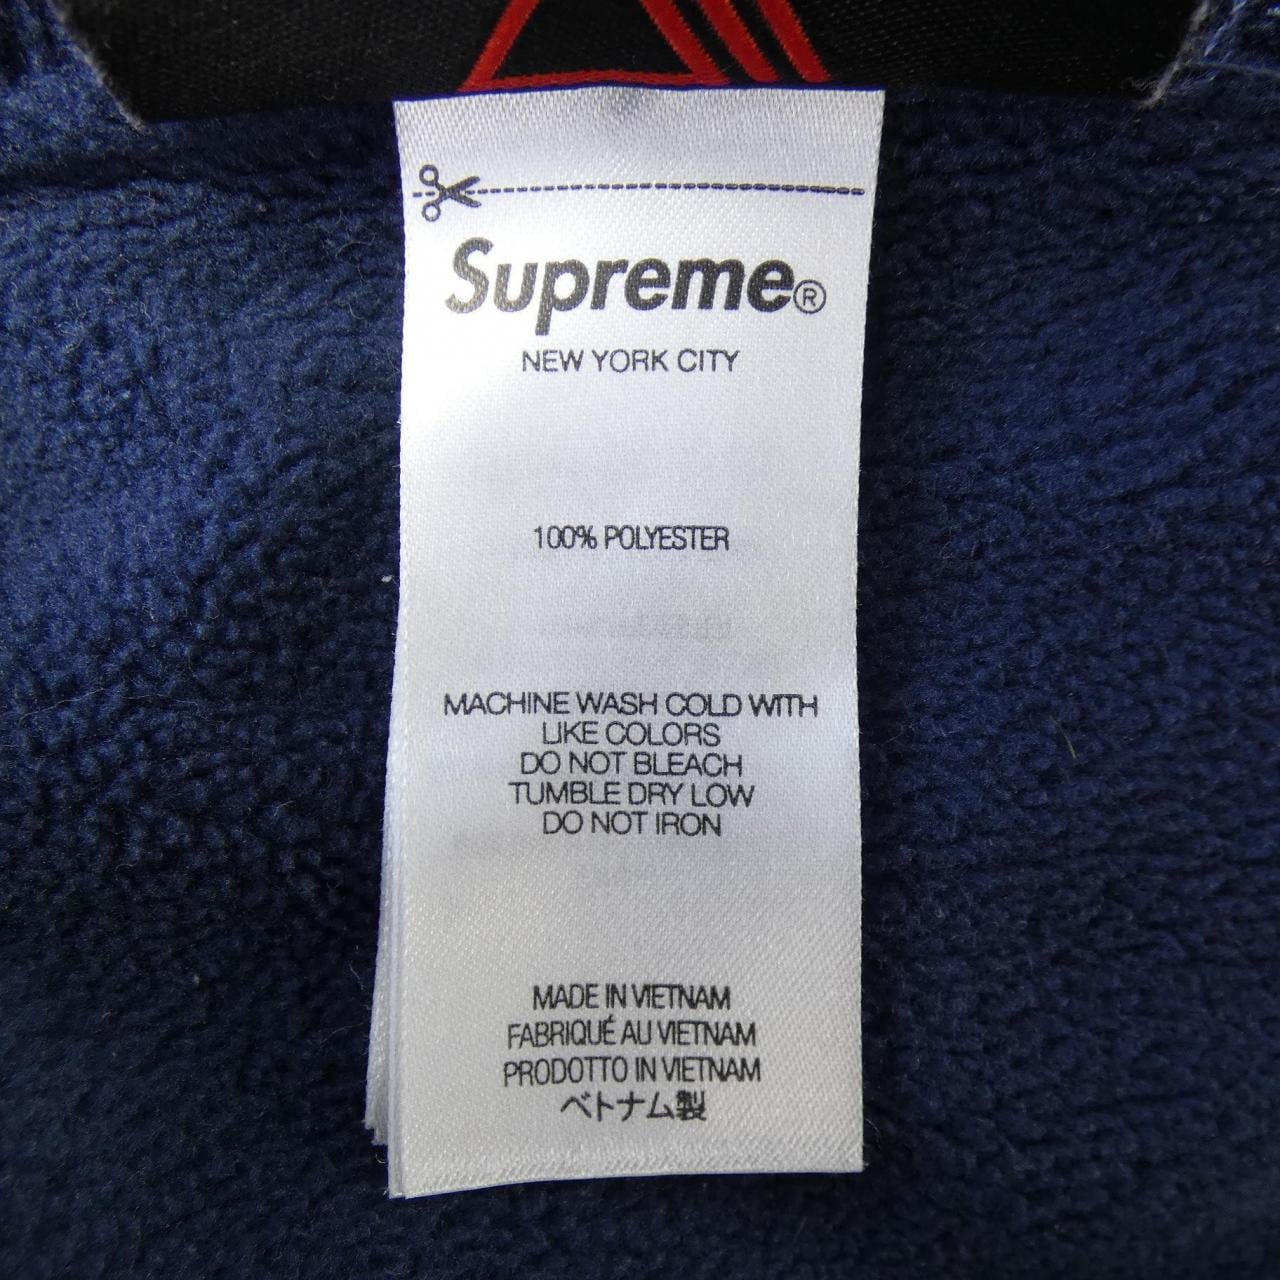 Supreme®
NEW YORK CITY
100% POLYESTER
MACHINE WASH COLD WITH
LIKE COLORS
DO NOT BLEACH
TUMBLE DRY LOW
DO NOT IRON
MADE IN VIETNAM
FABRIQUÉ AU VIETNAM
PRODOTTO IN VIETNAM
ベトナム製